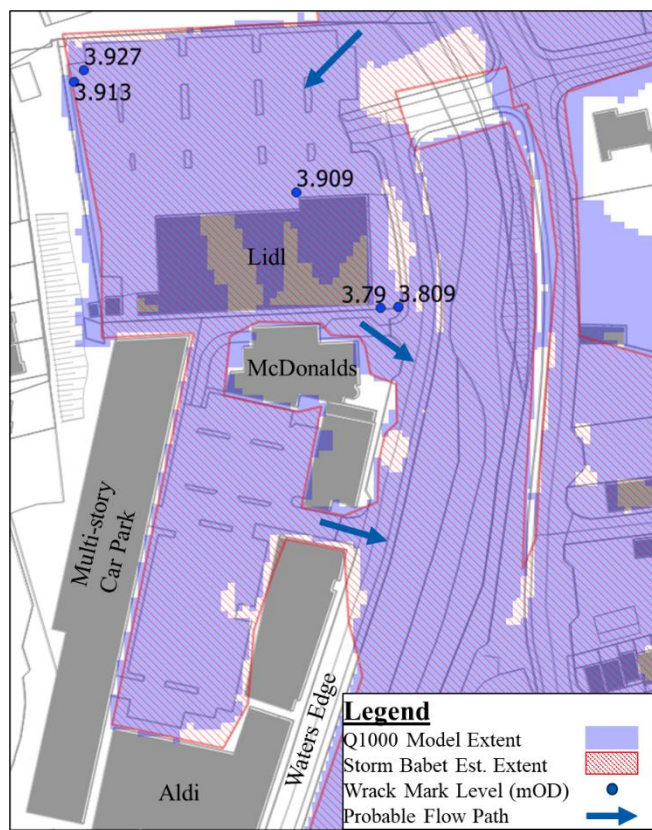 3.927
3.913
3.909
Lidl
3.79
3.809
McDonalds
Multi-story
Car Park
Waters Edge
Aldi
Legend
Q1000 Model Extent
Storm Babet Est. Extent
Wrack Mark Level (mOD)
Probable Flow Path